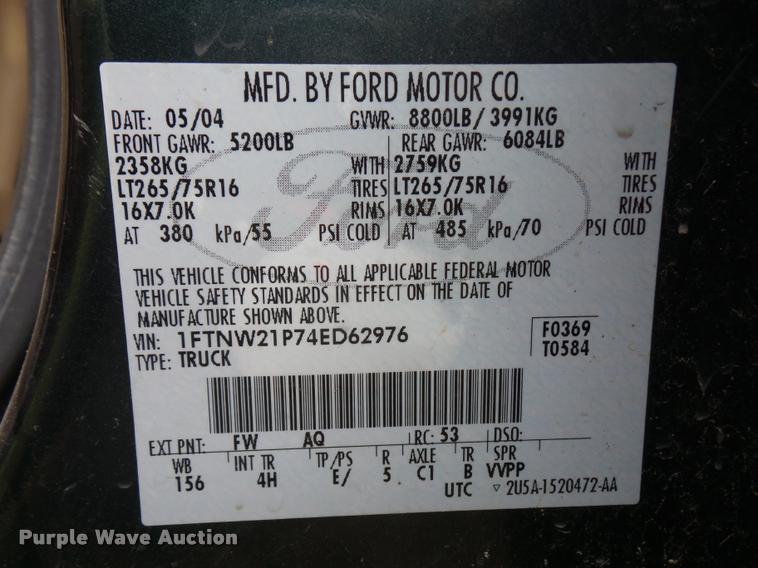 MFD. BY FORD MOTOR CO.
DATE: 05/04 GVWR: 8800LB/ 3991KG
FRONT GAWR: 5200LB REAR GAWR: 6084LB
2358KG WITH 2759KG WITH
LT265/75R16 TIRES LT265/75R16 TIRES
16X7.0K RIMS 16X7.0K RIMS
AT 380 kPa/55 PSI COLD AT 485 kPa/70 PSI COLD
Ford
THIS VEHICLE CONFORMS TO ALL APPLICABLE FEDERAL MOTOR
VEHICLE SAFETY STANDARDS IN EFFECT ON THE DATE OF
MANUFACTURE SHOWN ABOVE.
VIN: 1FTNW21P74ED62976 F0369
TYPE: TRUCK T0584
EXT PNT: FW AQ RC: 53 DSO:
WB INT TR TP/PS R AXLE TR SPR
156 4H E/ 5 C1 B VVPP
UTC ▽ 2U5A-1520472-AA
Purple Wave Auction